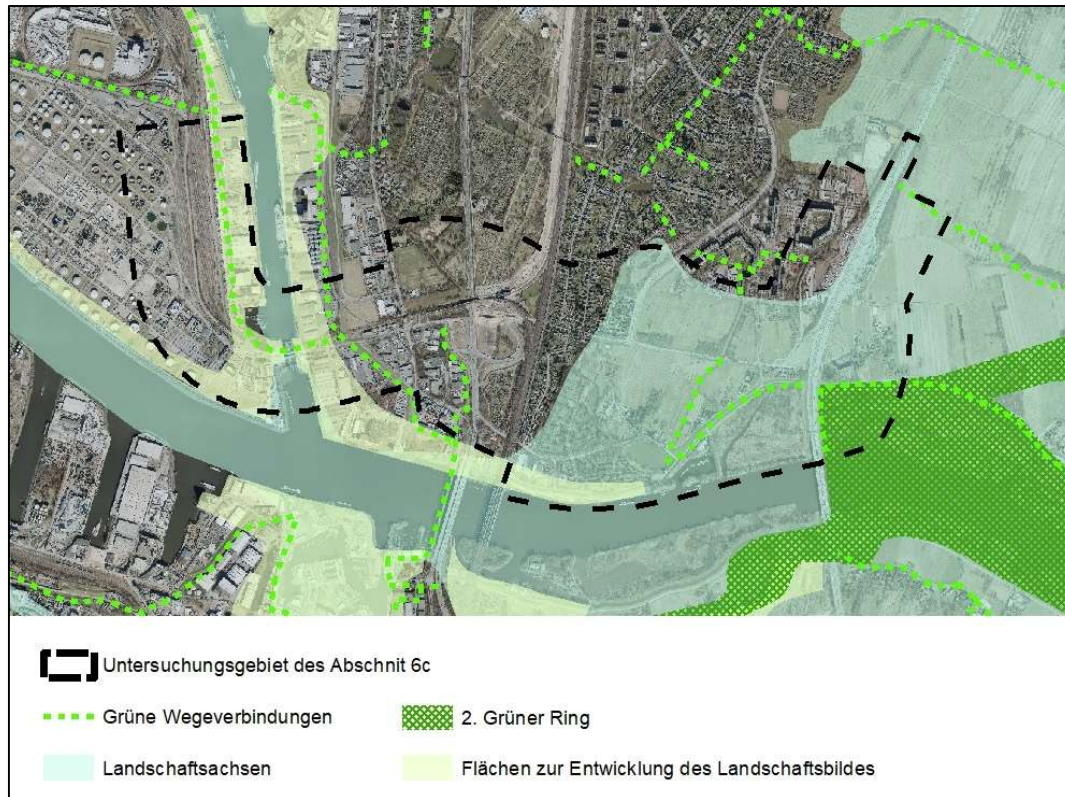 Untersuchungsgebiet des Abschnit 6c
Grüne Wegeverbindungen
2. Grüner Ring
Landschaftsachsen
Flächen zur Entwicklung des Landschaftsbildes